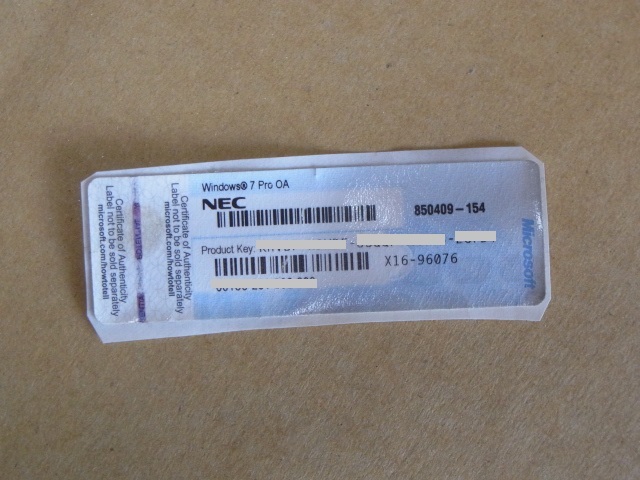 Windows® 7 Pro OA
NEC
850409-154
Product Key:
X16-96076
Microsoft
Certificate of Authenticity
Label not to be sold separately
microsoft.com/howtotell
Certificate of Authenticity
Label not to be sold separately
microsoft.com/howtotell